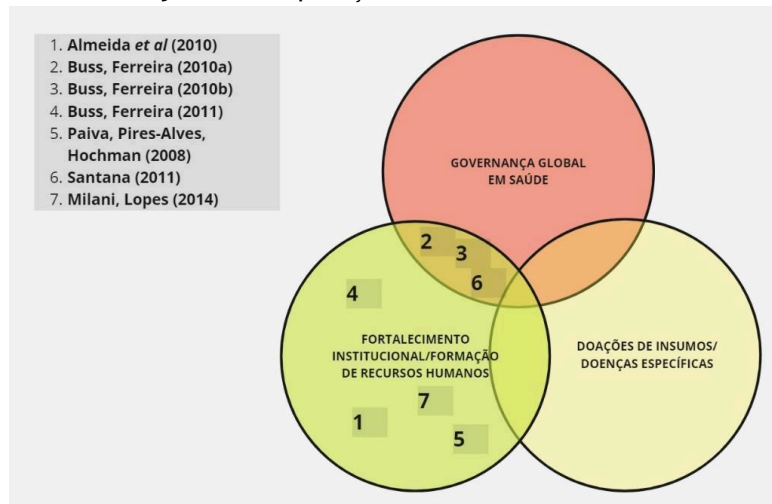 1. Almeida et al (2010)
2. Buss, Ferreira (2010a)
3. Buss, Ferreira (2010b)
4. Buss, Ferreira (2011)
5. Paiva, Pires-Alves,
Hochman (2008)
6. Santana (2011)
7. Milani, Lopes (2014)
GOVERNANÇA GLOBAL
EM SAÚDE
2
3
6
4
FORTALECIMENTO
INSTITUCIONAL/FORMAÇÃO
DE RECURSOS HUMANOS
DOAÇÕES DE INSUMOS/
DOENÇAS ESPECÍFICAS
7
1
5